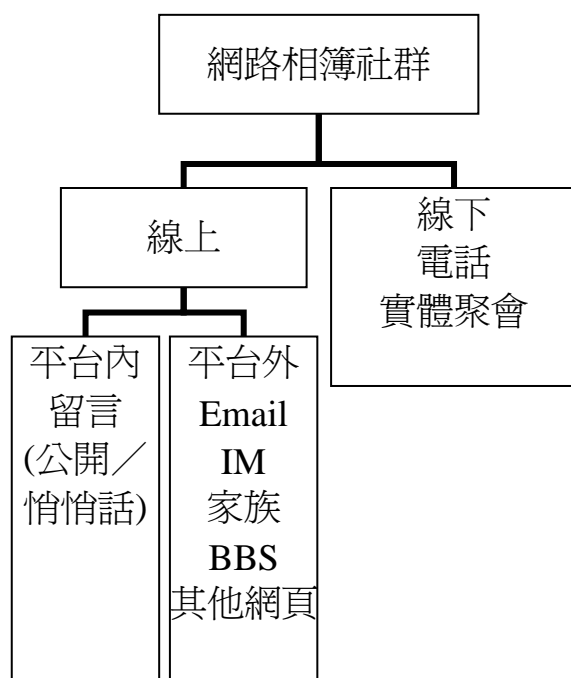 網路相簿社群
線上
線下
電話
實體聚會
平台內
留言
(公開／
悄悄話)
平台外
Email
IM
家族
BBS
其他網頁